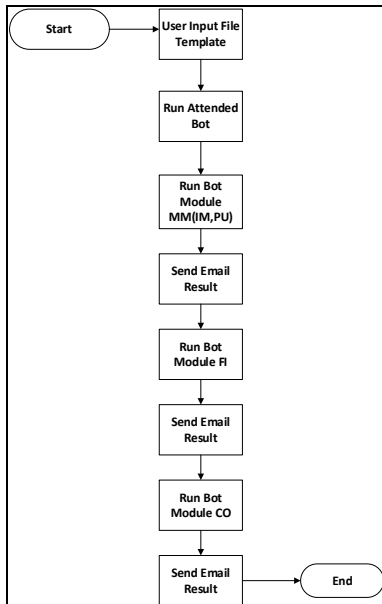 Start
User Input File
Template
Run Attended
Bot
Run Bot
Module
MM(IM,PU)
Send Email
Result
Run Bot
Module FI
Send Email
Result
Run Bot
Module CO
Send Email
Result
End